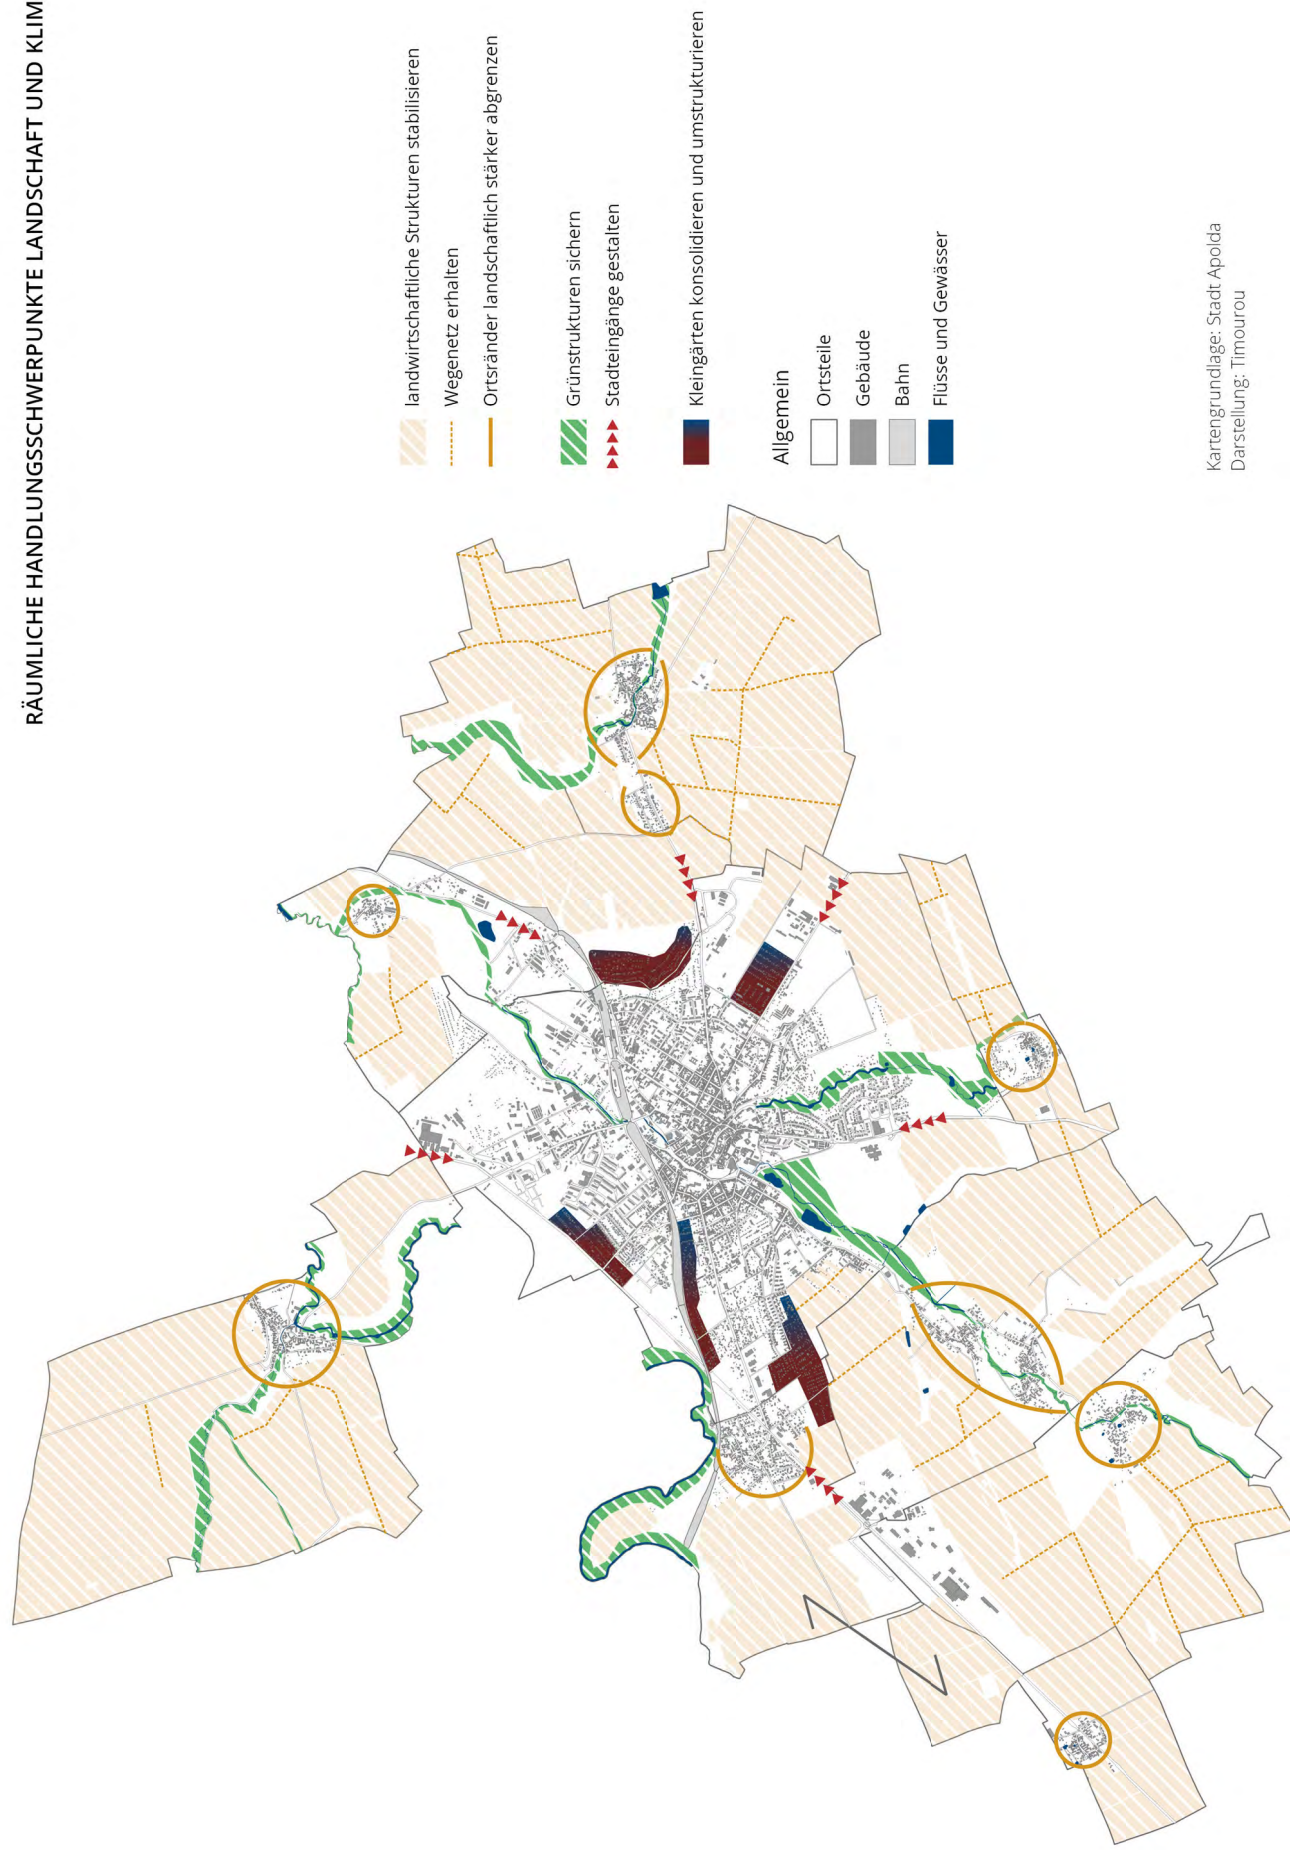 RÄUMLICHE HANDLUNGSSCHWERPUNKTE LANDSCHAFT UND KLIM
landwirtschaftliche Strukturen stabilisieren
Wegenetz erhalten
Ortsränder landschaftlich stärker abgrenzen
Grünstrukturen sichern
Stadteingänge gestalten
Kleingärten konsolidieren und umstrukturieren
Allgemein
Ortsteile
Gebäude
Bahn
Flüsse und Gewässer
Kartengrundlage: Stadt Apolda
Darstellung: Timourou